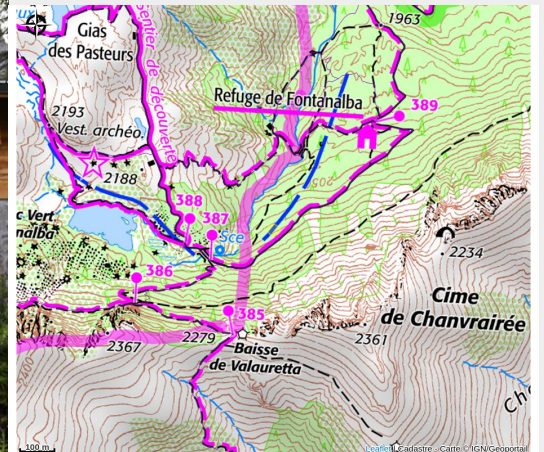 1963
Gias
des Pasteurs
Sentier de découverte
Refuge de Fontanalba
389
2193
Vest. archéo.
2188
388
387
Sce
c Vert
nalba
386
2234
Cime
de Chanvrairée
385
2367
2279
2361
Baisse
de Valauretta
100 m
Leaflet | Cadastre - Carte © IGN/Geoportail